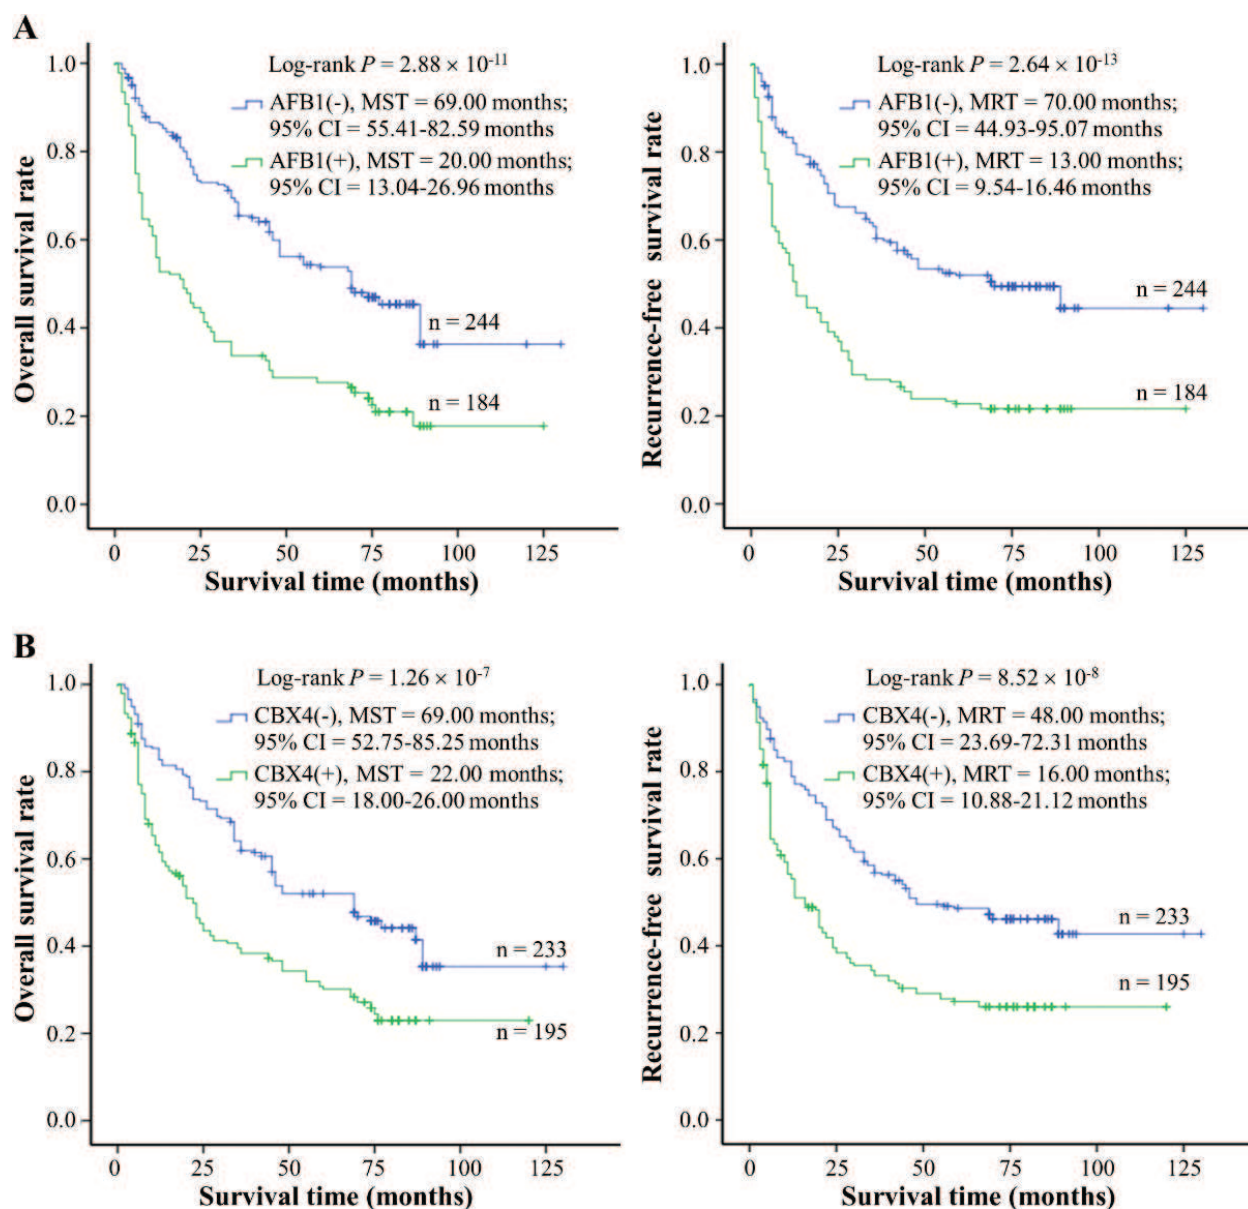 A
Log-rank P = 2.88 × 10-11
AFB1(-), MST = 69.00 months;
95% CI = 55.41-82.59 months
AFB1(+), MST = 20.00 months;
95% CI = 13.04-26.96 months
Overall survival rate
1.0
0.8
0.6
0.4
0.2
0.0
n = 244
n = 184
0 25 50 75 100 125
Survival time (months)
Log-rank P = 2.64 × 10-13
AFB1(-), MRT = 70.00 months;
95% CI = 44.93-95.07 months
AFB1(+), MRT = 13.00 months;
95% CI = 9.54-16.46 months
Recurrence-free survival rate
1.0
0.8
0.6
0.4
0.2
0.0
n = 244
n = 184
0 25 50 75 100 125
Survival time (months)
B
Log-rank P = 1.26 × 10-7
CBX4(-), MST = 69.00 months;
95% CI = 52.75-85.25 months
CBX4(+), MST = 22.00 months;
95% CI = 18.00-26.00 months
Overall survival rate
1.0
0.8
0.6
0.4
0.2
0.0
n = 233
n = 195
0 25 50 75 100 125
Survival time (months)
Log-rank P = 8.52 × 10-8
CBX4(-), MRT = 48.00 months;
95% CI = 23.69-72.31 months
CBX4(+), MRT = 16.00 months;
95% CI = 10.88-21.12 months
Recurrence-free survival rate
1.0
0.8
0.6
0.4
0.2
0.0
n = 233
n = 195
0 25 50 75 100 125
Survival time (months)